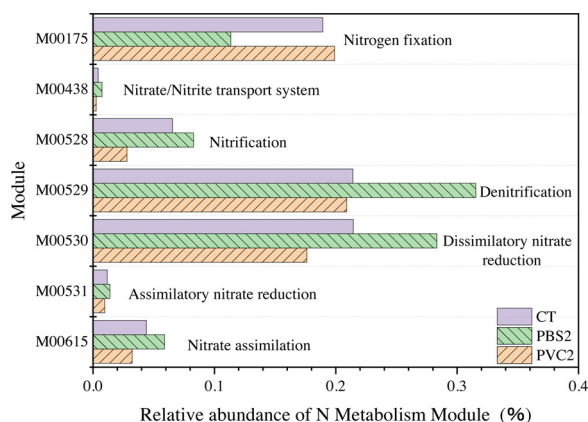 Module
M00175
Nitrogen fixation
M00438
Nitrate/Nitrite transport system
M00528
Nitrification
M00529
Denitrification
M00530
Dissimilatory nitrate
reduction
M00531
Assimilatory nitrate reduction
M00615
Nitrate assimilation
CT
PBS2
PVC2
0.0 0.1 0.2 0.3 0.4
Relative abundance of N Metabolism Module (%)